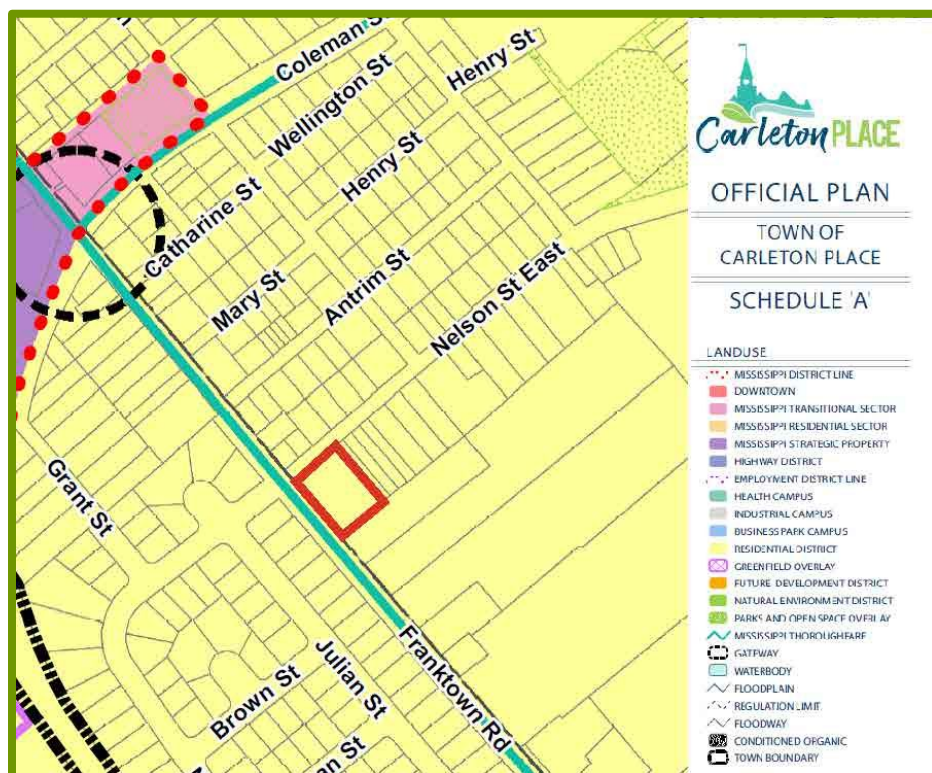 Coleman S
Henry St
Wellington St
Henry St
Catharine St
Mary St
Antrim St
Nelson St East
Grant St
Julian St
Brown St
Franktown Rd
an St
Carleton PLACE
OFFICIAL PLAN
TOWN OF
CARLETON PLACE
SCHEDULE 'A'
LANDUSE
MISSISSIPPI DISTRICT LINE
DOWNTOWN
MISSISSIPPI TRANSITIONAL SECTOR
MISSISSIPPI RESIDENTIAL SECTOR
MISSISSIPPI STRATEGIC PROPERTY
HIGHWAY DISTRICT
EMPLOYMENT DISTRICT LINE
HEALTH CAMPUS
INDUSTRIAL CAMPUS
BUSINESS PARK CAMPUS
RESIDENTIAL DISTRICT
GREENFIELD OVERLAY
FUTURE DEVELOPMENT DISTRICT
NATURAL ENVIRONMENT DISTRICT
PARKS AND OPEN SPACE OVERLAY
MISSISSIPPI THOROUGHFARE
GATEWAY
WATERBODY
FLOODPLAIN
REGULATION LIMIT
FLOODWAY
CONDITIONED ORGANIC
TOWN BOUNDARY